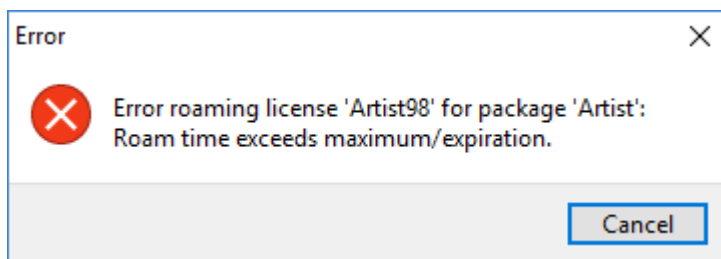 Error
Error roaming license 'Artist98' for package 'Artist':
Roam time exceeds maximum/expiration.
Cancel